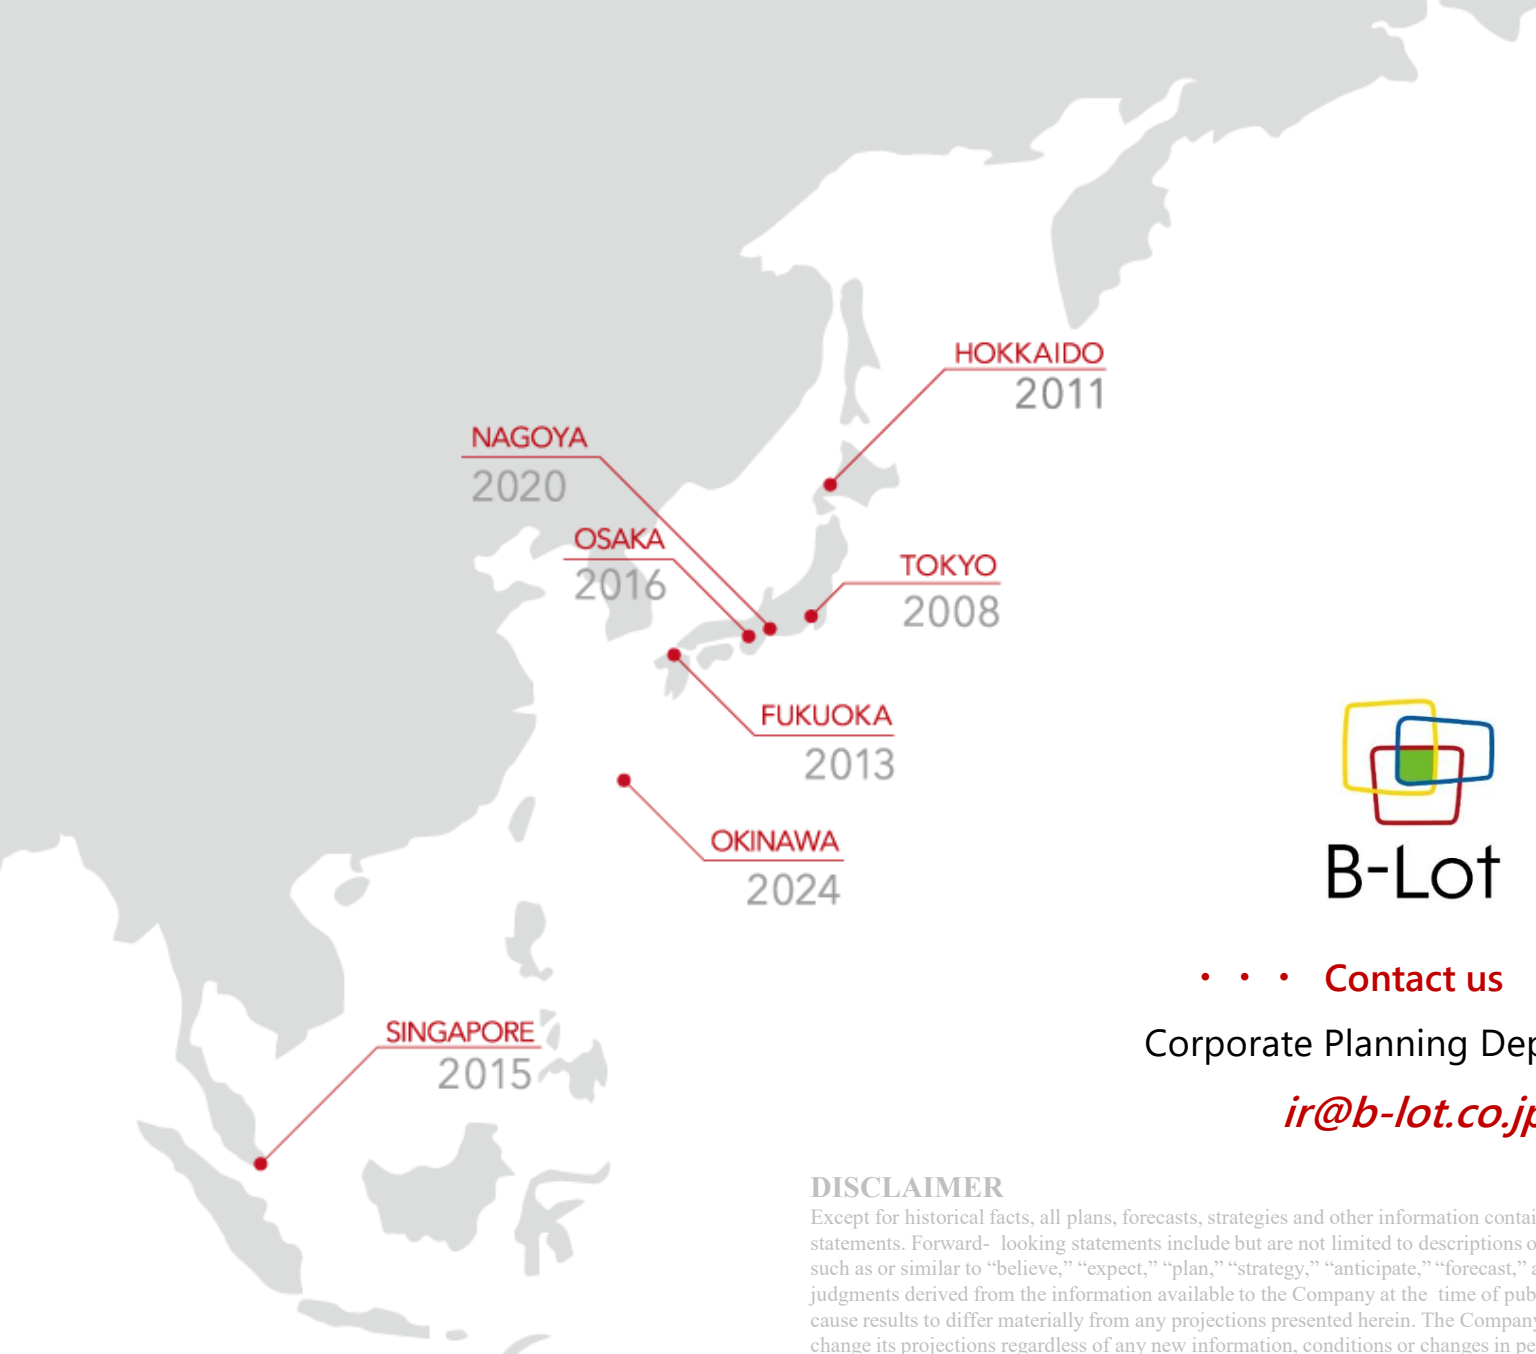 HOKKAIDO
2011
NAGOYA
2020
OSAKA
2016
TOKYO
2008
FUKUOKA
2013
OKINAWA
2024
SINGAPORE
2015
B-Lot
・・・ Contact us
Corporate Planning Dep
ir@b-lot.co.jp
DISCLAIMER
Except for historical facts, all plans, forecasts, strategies and other information contai
statements. Forward- looking statements include but are not limited to descriptions o
such as or similar to “believe,” “expect,” “plan,” “strategy,” “anticipate,” “forecast,” a
judgments derived from the information available to the Company at the time of pub
cause results to differ materially from any projections presented herein. The Company
change its projections regardless of any new information, conditions or changes in pe